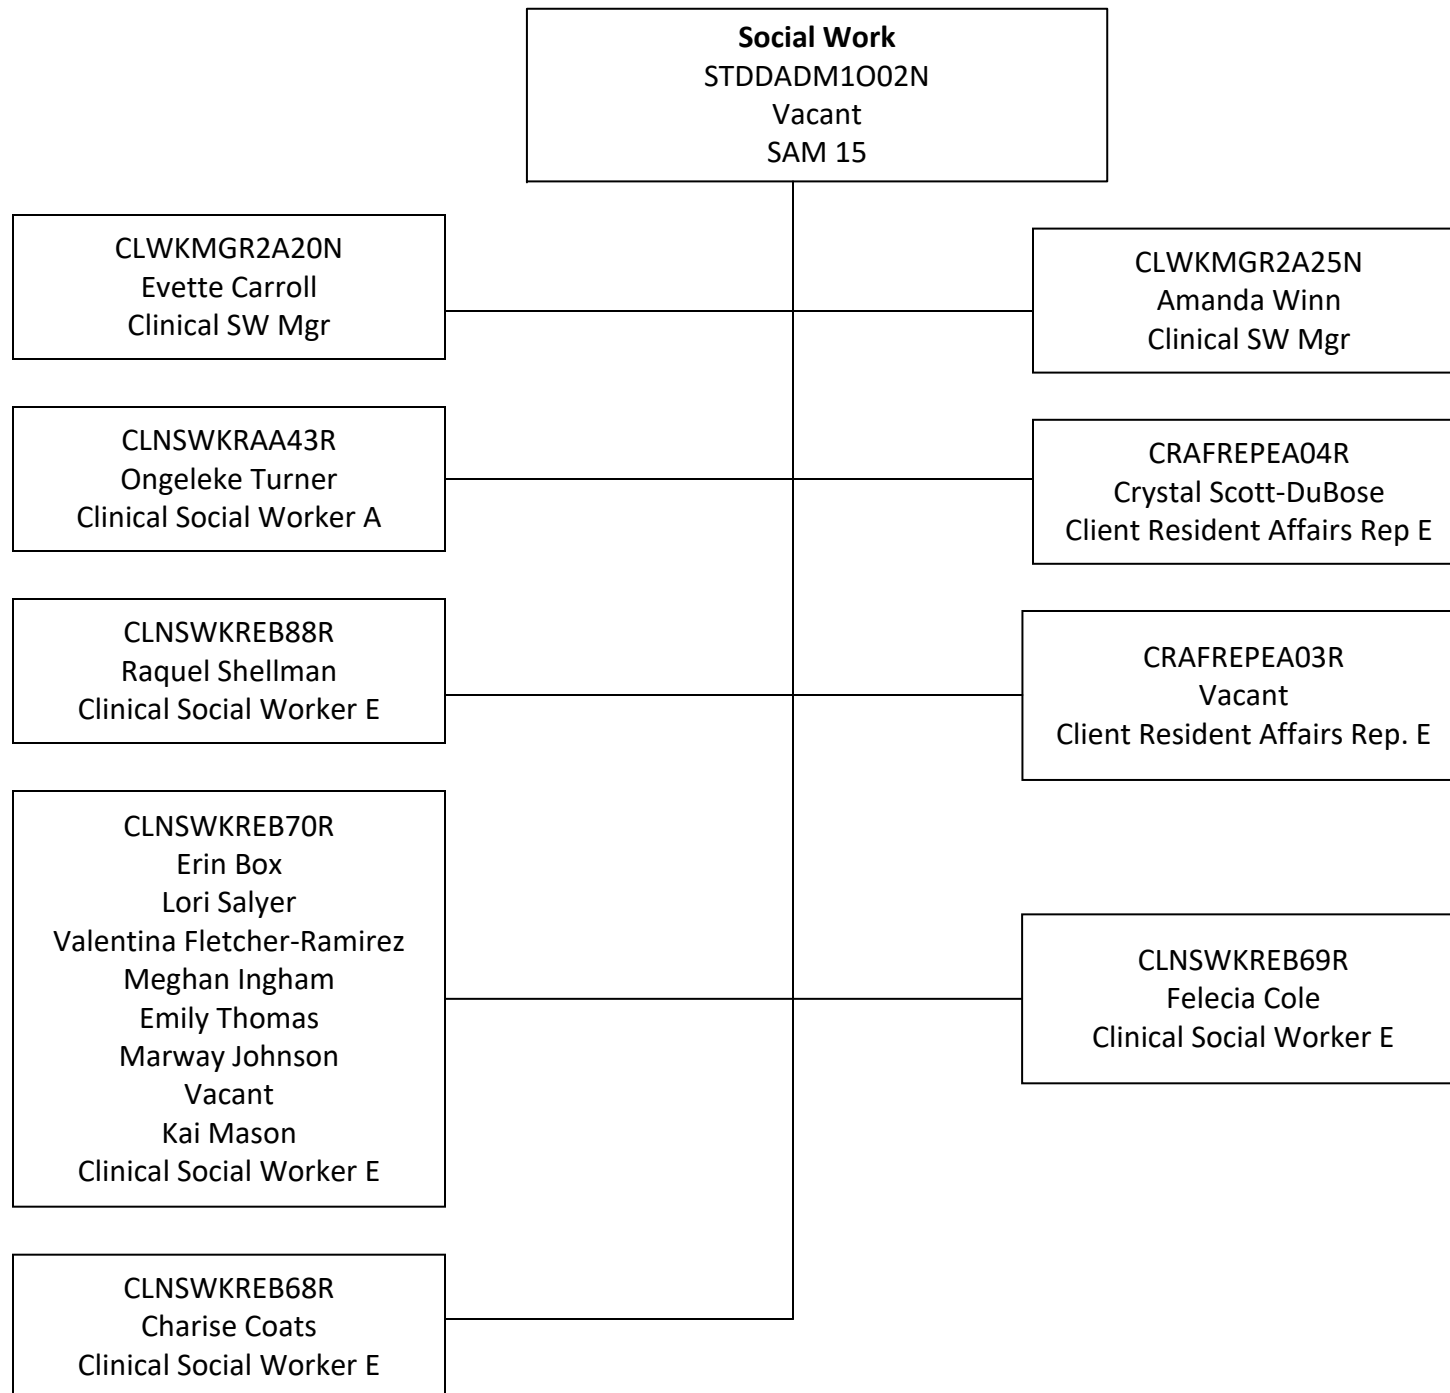 Social Work
STDDADM1O02N
Vacant
SAM 15
CLWKMGR2A20N
Evette Carroll
Clinical SW Mgr
CLWKMGR2A25N
Amanda Winn
Clinical SW Mgr
CLNSWKRAA43R
Ongeleke Turner
Clinical Social Worker A
CRAFREPEA04R
Crystal Scott-DuBose
Client Resident Affairs Rep E
CLNSWKREB88R
Raquel Shellman
Clinical Social Worker E
CRAFREPEA03R
Vacant
Client Resident Affairs Rep. E
CLNSWKREB70R
Erin Box
Lori Salyer
Valentina Fletcher-Ramirez
Meghan Ingham
Emily Thomas
Marway Johnson
Vacant
Kai Mason
Clinical Social Worker E
CLNSWKREB69R
Felecia Cole
Clinical Social Worker E
CLNSWKREB68R
Charise Coats
Clinical Social Worker E